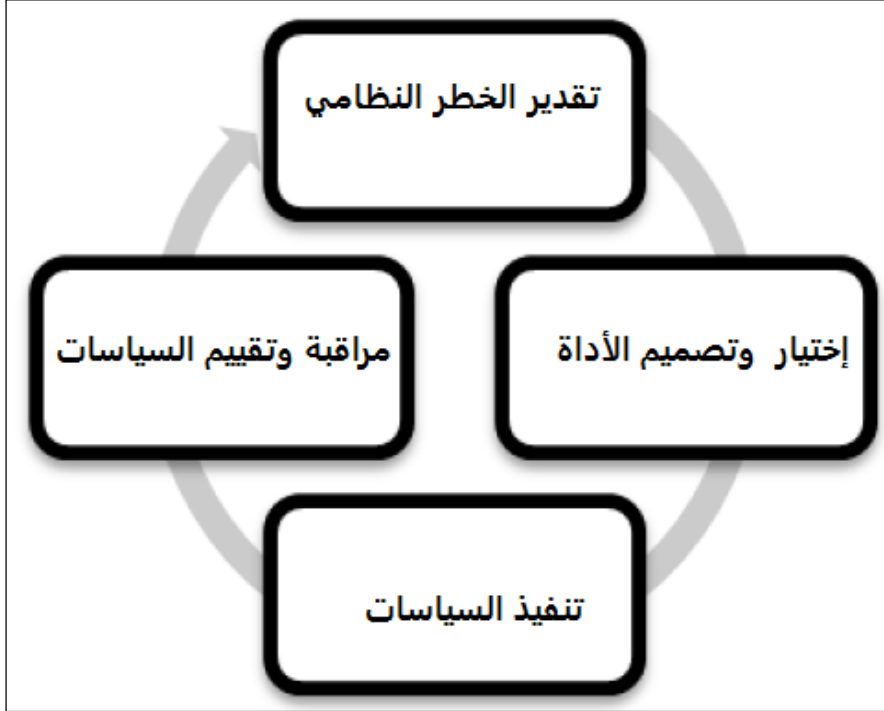 تقدير الخطر النظامي
إختيار وتصميم الأداة
مراقبة وتقييم السياسات
تنفيذ السياسات